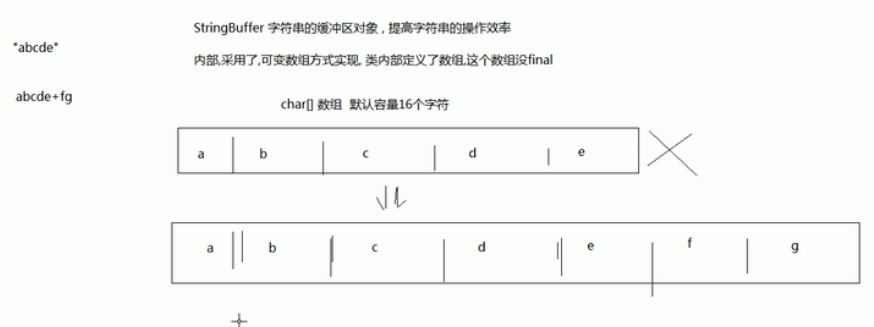 StringBuffer 字符串的缓冲区对象 , 提高字符串的操作效率
"abcde"
内部,采用了,可变数组方式实现, 类内部定义了数组,这个数组没final
abcde+fg
char[] 数组 默认容量16个字符
a b c d e
a b c d e f g